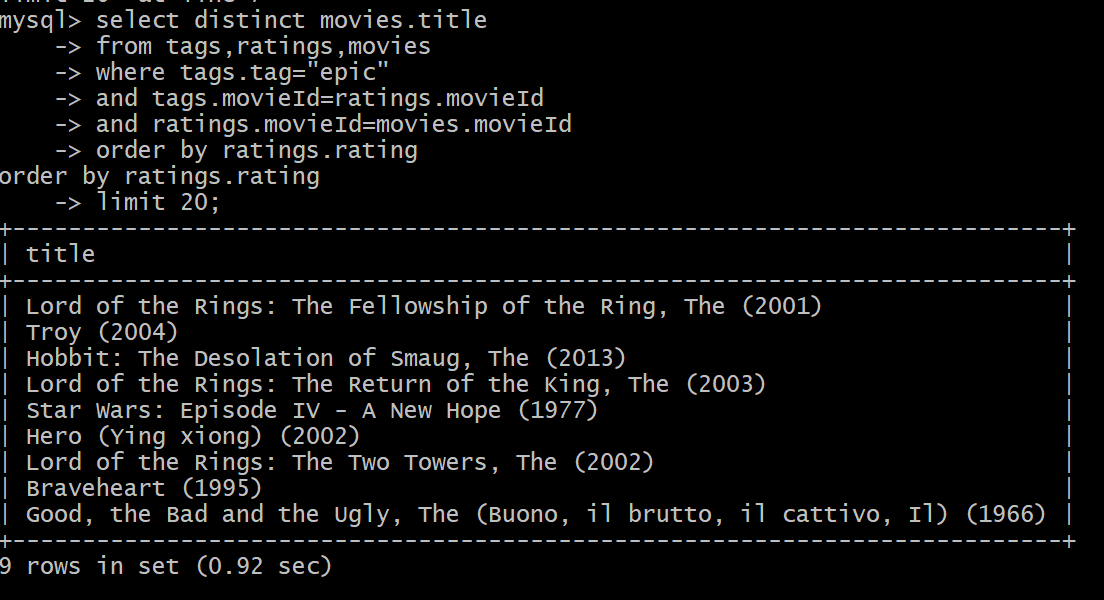 mysql> select distinct movies.title
    -> from tags,ratings,movies
    -> where tags.tag="epic"
    -> and tags.movieId=ratings.movieId
    -> and ratings.movieId=movies.movieId
    -> order by ratings.rating
order by ratings.rating
    -> limit 20;
+---------------------------------------------------------------------------+
| title                                                                     |
+---------------------------------------------------------------------------+
| Lord of the Rings: The Fellowship of the Ring, The (2001)                 |
| Troy (2004)                                                               |
| Hobbit: The Desolation of Smaug, The (2013)                               |
| Lord of the Rings: The Return of the King, The (2003)                     |
| Star Wars: Episode IV - A New Hope (1977)                                 |
| Hero (Ying xiong) (2002)                                                  |
| Lord of the Rings: The Two Towers, The (2002)                             |
| Braveheart (1995)                                                         |
| Good, the Bad and the Ugly, The (Buono, il brutto, il cattivo, Il) (1966) |
+---------------------------------------------------------------------------+
9 rows in set (0.92 sec)